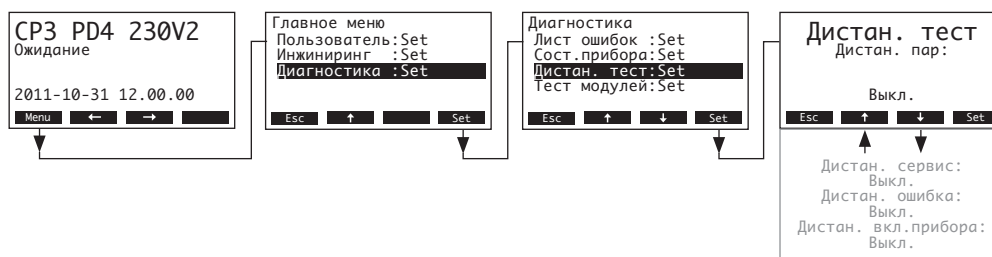 CP3 PD4 230V2
Ожидание
2011-10-31 12.00.00
Menu ← →
Главное меню
Пользователь:Set
Инжиниринг :Set
Диагностика :Set
Esc ↑ Set
Диагностика
Лист ошибок :Set
Сост.прибора:Set
Дистан. тест:Set
Тест модулей:Set
Esc ↑ ↓ Set
Дистан. тест
Дистан. пар:
Выкл.
Esc ↑ ↓ Set
Дистан. сервис:
Выкл.
Дистан. ошибка:
Выкл.
Дистан. вкл.прибора:
Выкл.